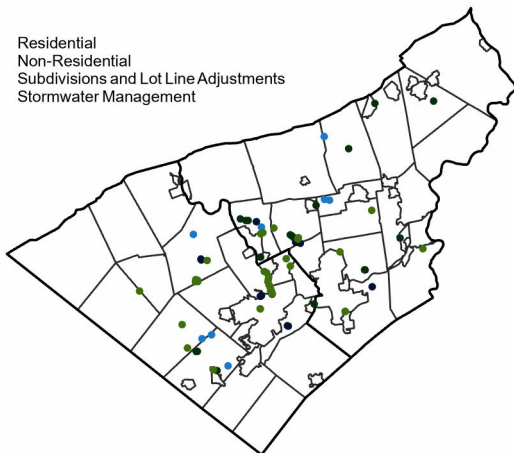 Residential
Non-Residential
Subdivisions and Lot Line Adjustments
Stormwater Management